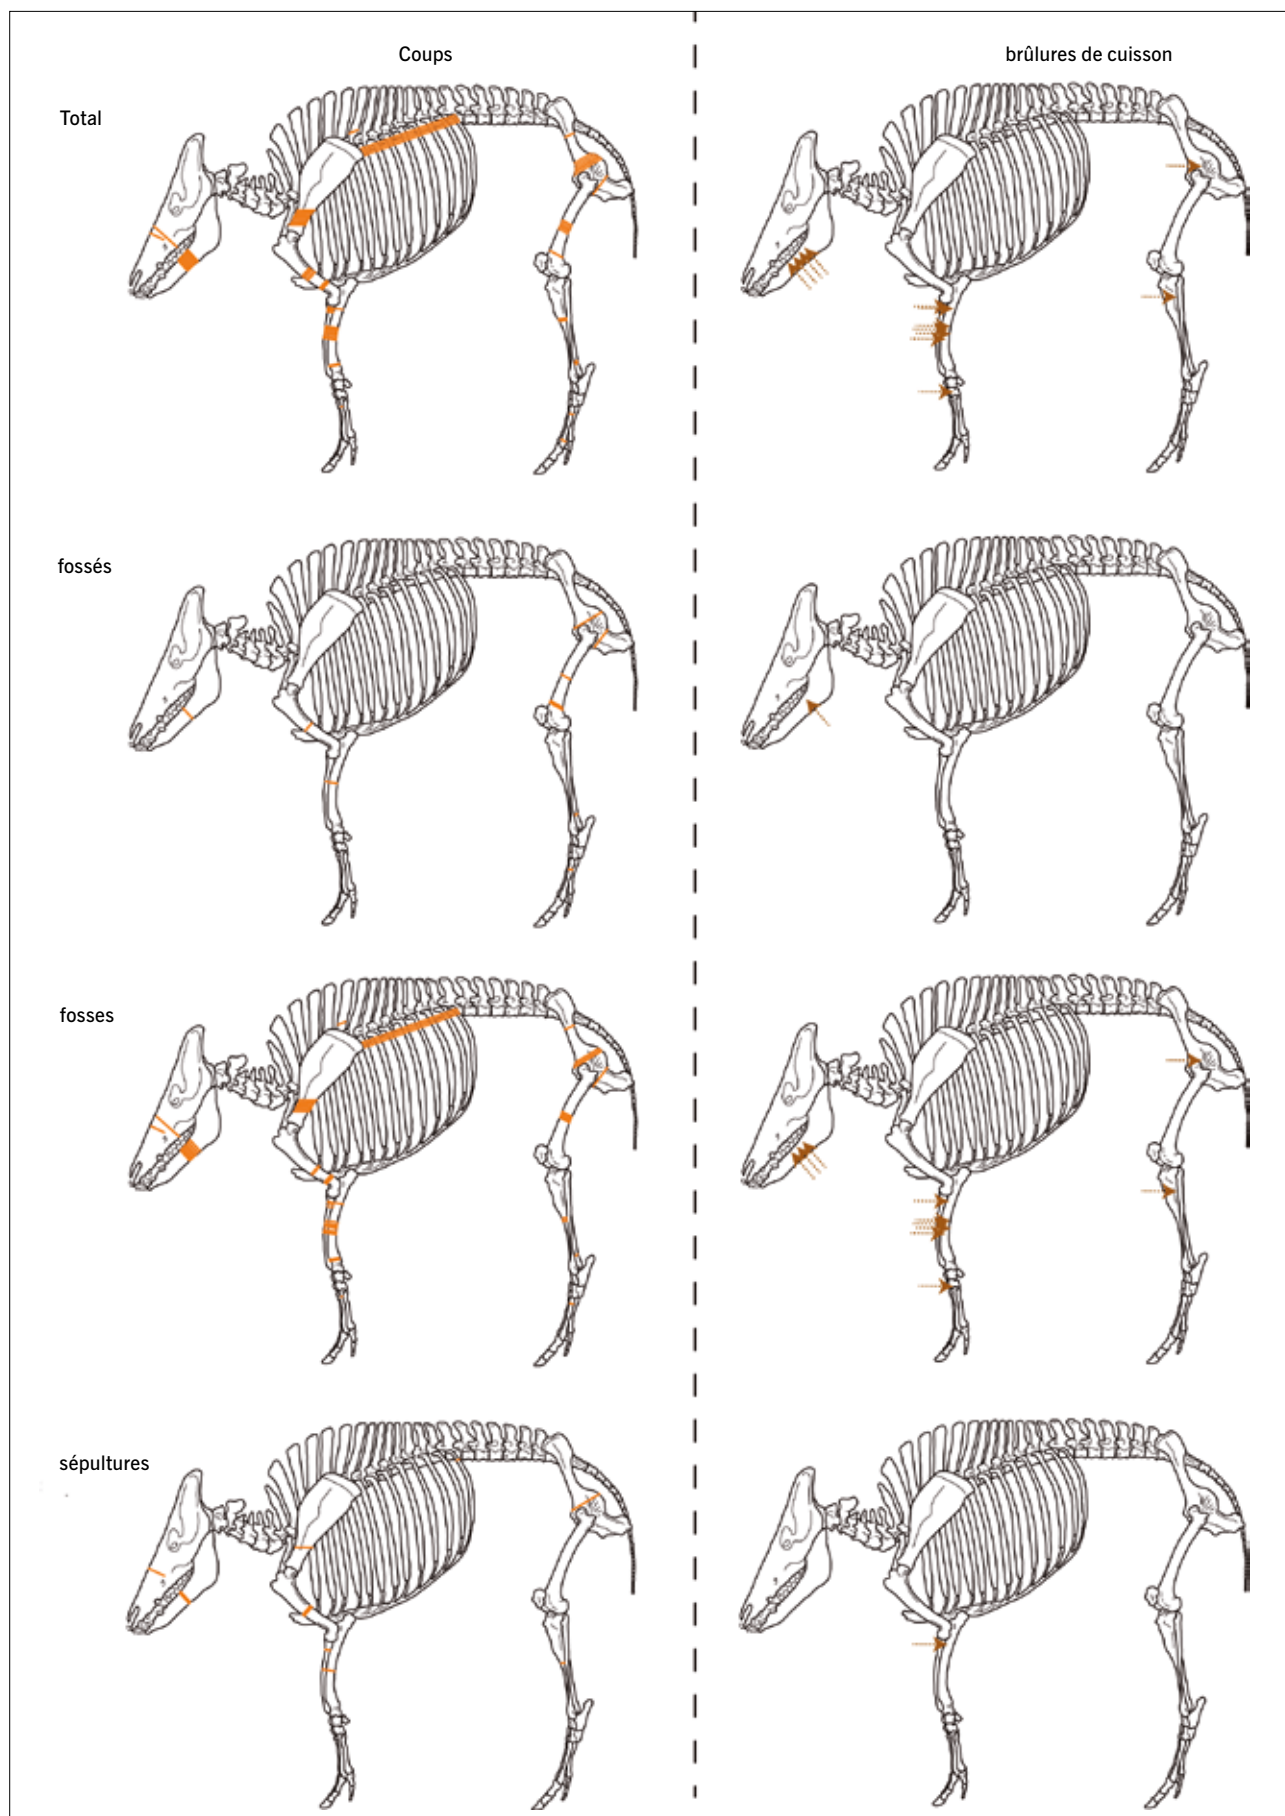 Coups
brûlures de cuisson
Total
fossés
fosses
sépultures